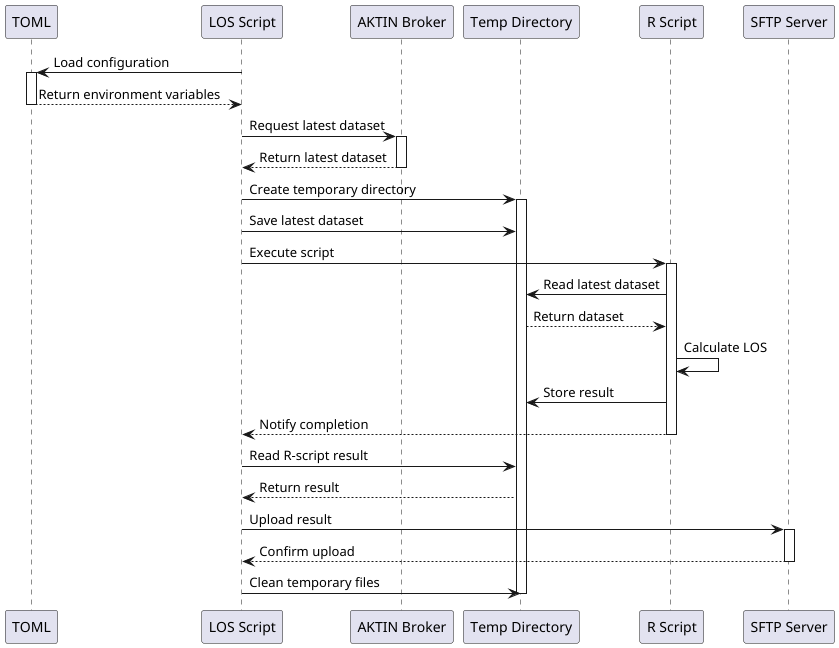 TOML
LOS Script
AKTIN Broker
Temp Directory
R Script
SFTP Server
Load configuration
Return environment variables
Request latest dataset
Return latest dataset
Create temporary directory
Save latest dataset
Execute script
Read latest dataset
Return dataset
Calculate LOS
Store result
Notify completion
Read R-script result
Return result
Upload result
Confirm upload
Clean temporary files
TOML
LOS Script
AKTIN Broker
Temp Directory
R Script
SFTP Server